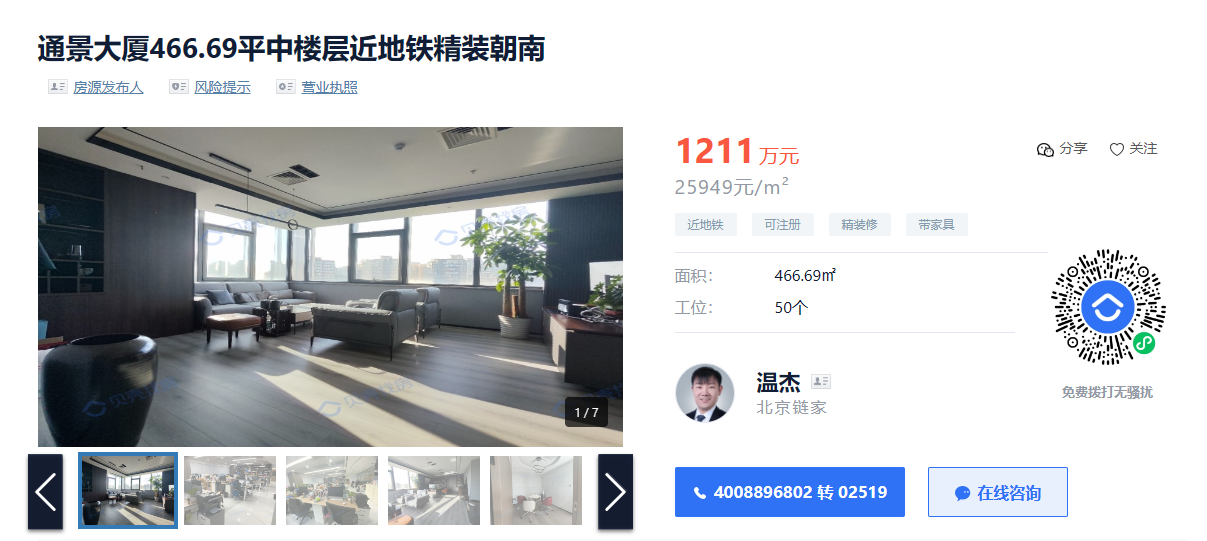 通景大厦466.69平中楼层近地铁精装朝南
房源发布人 风险提示 营业执照
1211万元
分享 关注
25949元/m²
近地铁 可注册 精装修 带家具
面积： 466.69㎡
工位： 50个
1 / 7
温杰
北京链家
免费拨打无骚扰
4008896802 转 02519
在线咨询